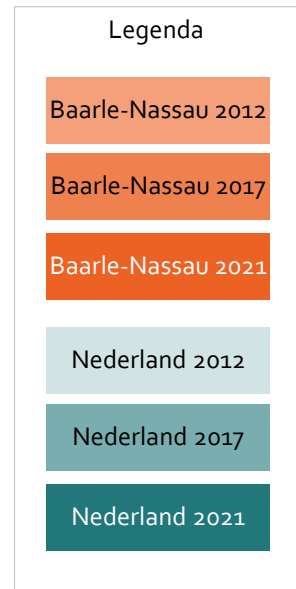 Legenda
Baarle-Nassau 2012
Baarle-Nassau 2017
Baarle-Nassau 2021
Nederland 2012
Nederland 2017
Nederland 2021